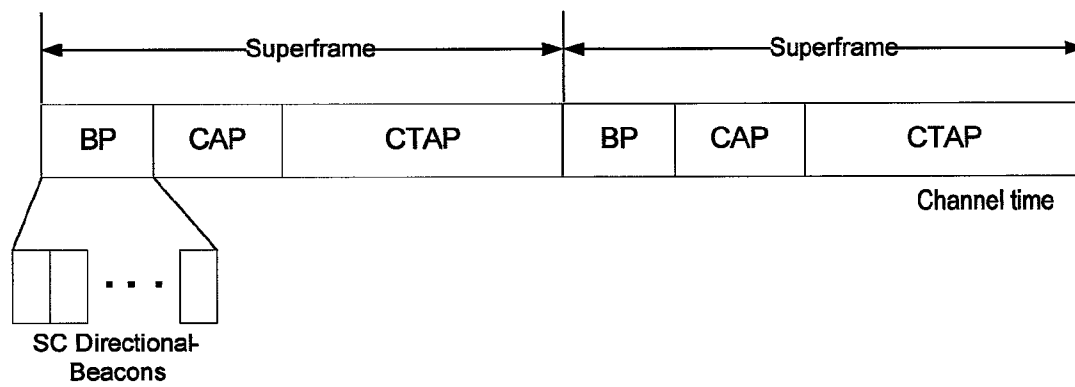 Superframe Superframe
BP CAP CTAP BP CAP CTAP
Channel time
SC Directional-
Beacons